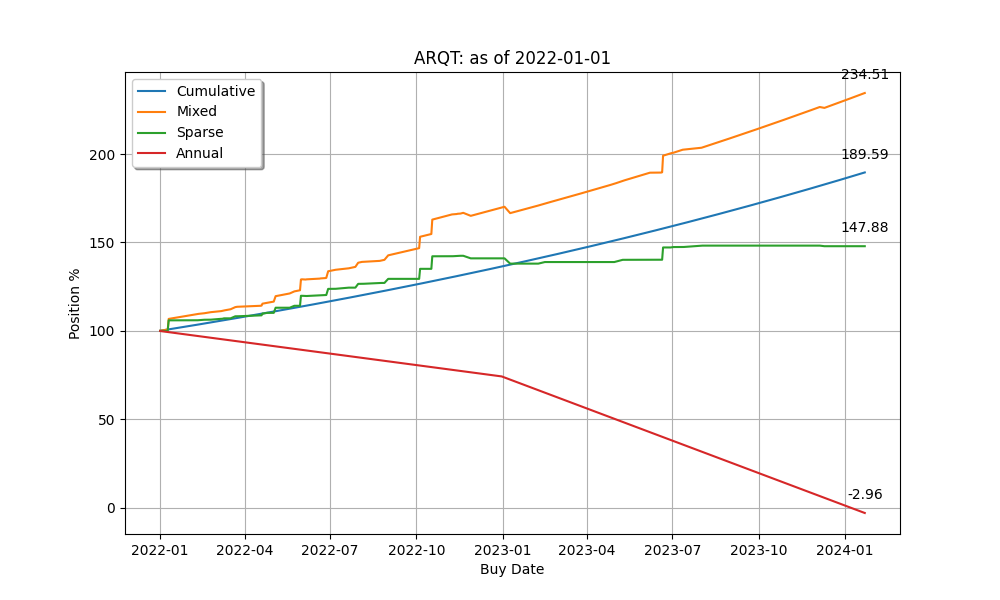 ARQT: as of 2022-01-01
Cumulative
Mixed
Sparse
Annual
234.51
189.59
147.88
-2.96
200
150
100
50
0
Position %
2022-01 2022-04 2022-07 2022-10 2023-01 2023-04 2023-07 2023-10 2024-01
Buy Date